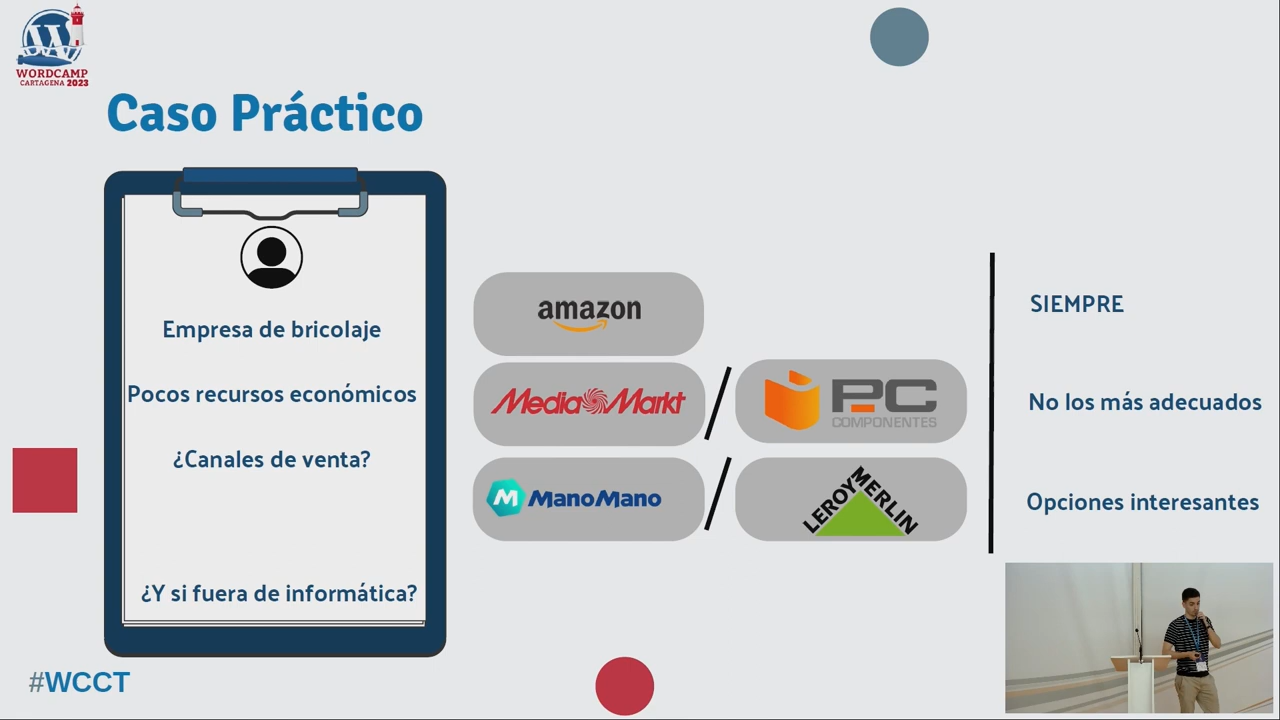 WORDCAMP
CARTAGENA 2023
Caso Práctico
Empresa de bricolaje
Pocos recursos económicos
¿Canales de venta?
¿Y si fuera de informática?
amazon
SIEMPRE
MediaMarkt
PC
COMPONENTES
No los más adecuados
M ManoMano
LEROY MERLIN
Opciones interesantes
#WCCT